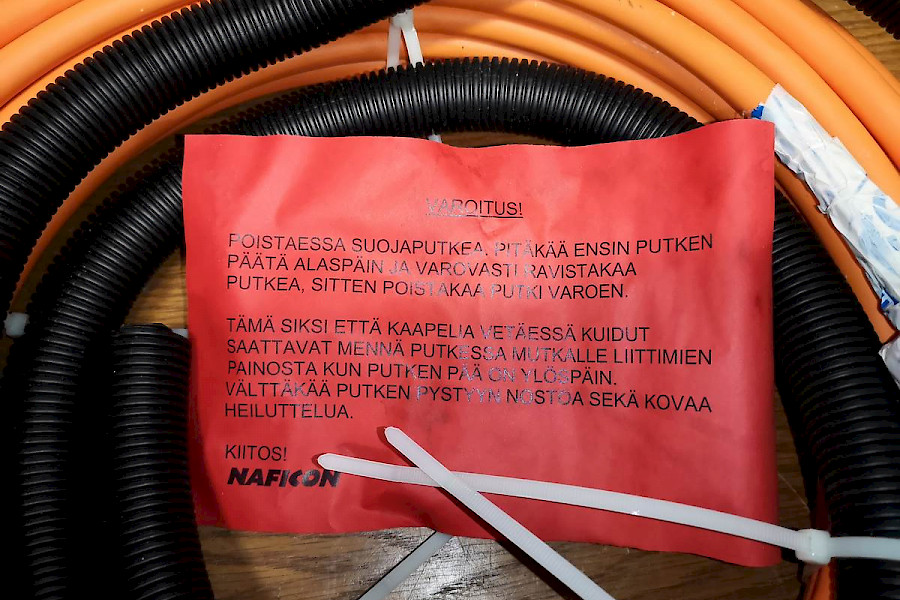 VAROITUS!
POISTAESSA SUOJAPUTKEA, PITÄKÄÄ ENSIN PUTKEN
PÄÄTÄ ALASPÄIN JA VAROVASTI RAVISTAKAA
PUTKEA, SITTEN POISTAKAA PUTKI VAROEN.
TÄMÄ SIKSI ETTÄ KAAPELIA VETÄESSÄ KUIDUT
SAATTAVAT MENNÄ PUTKESSA MUTKALLE LIITTIMIEN
PAINOSTA KUN PUTKEN PÄÄ ON YLÖSPÄIN.
VÄLTTÄKÄÄ PUTKEN PYSTYYN NOSTOA SEKÄ KOVAA
HEILUTTELUA.
KIITOS!
NAFICON